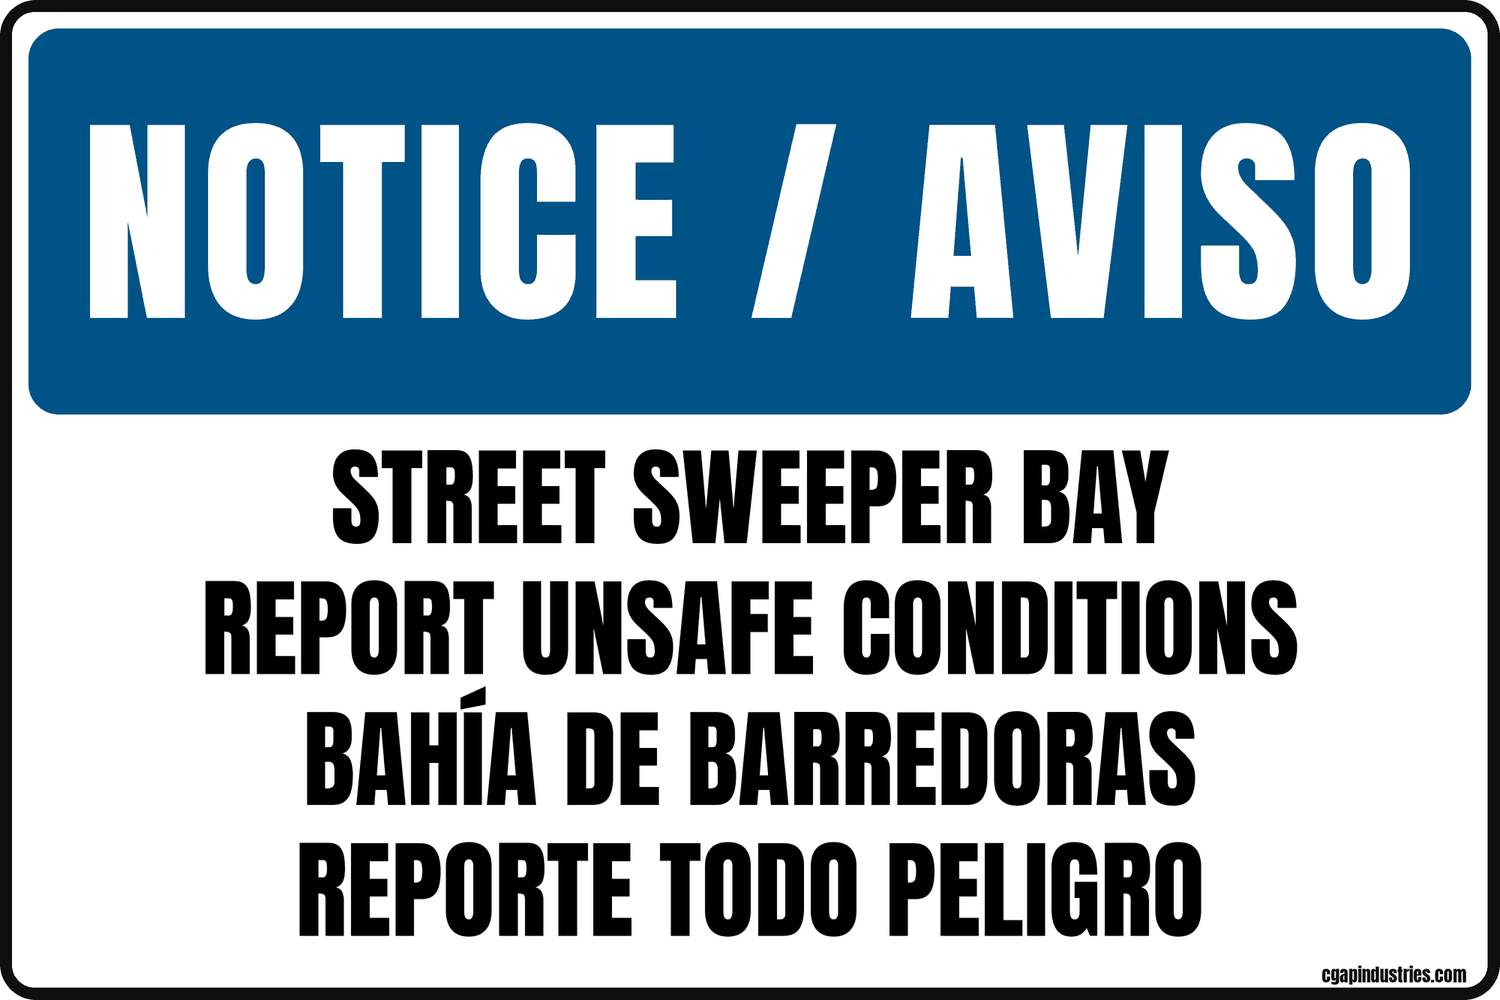 NOTICE / AVISO
STREET SWEEPER BAY
REPORT UNSAFE CONDITIONS
BAHÍA DE BARREDORAS
REPORTE TODO PELIGRO
cgapindustries.com